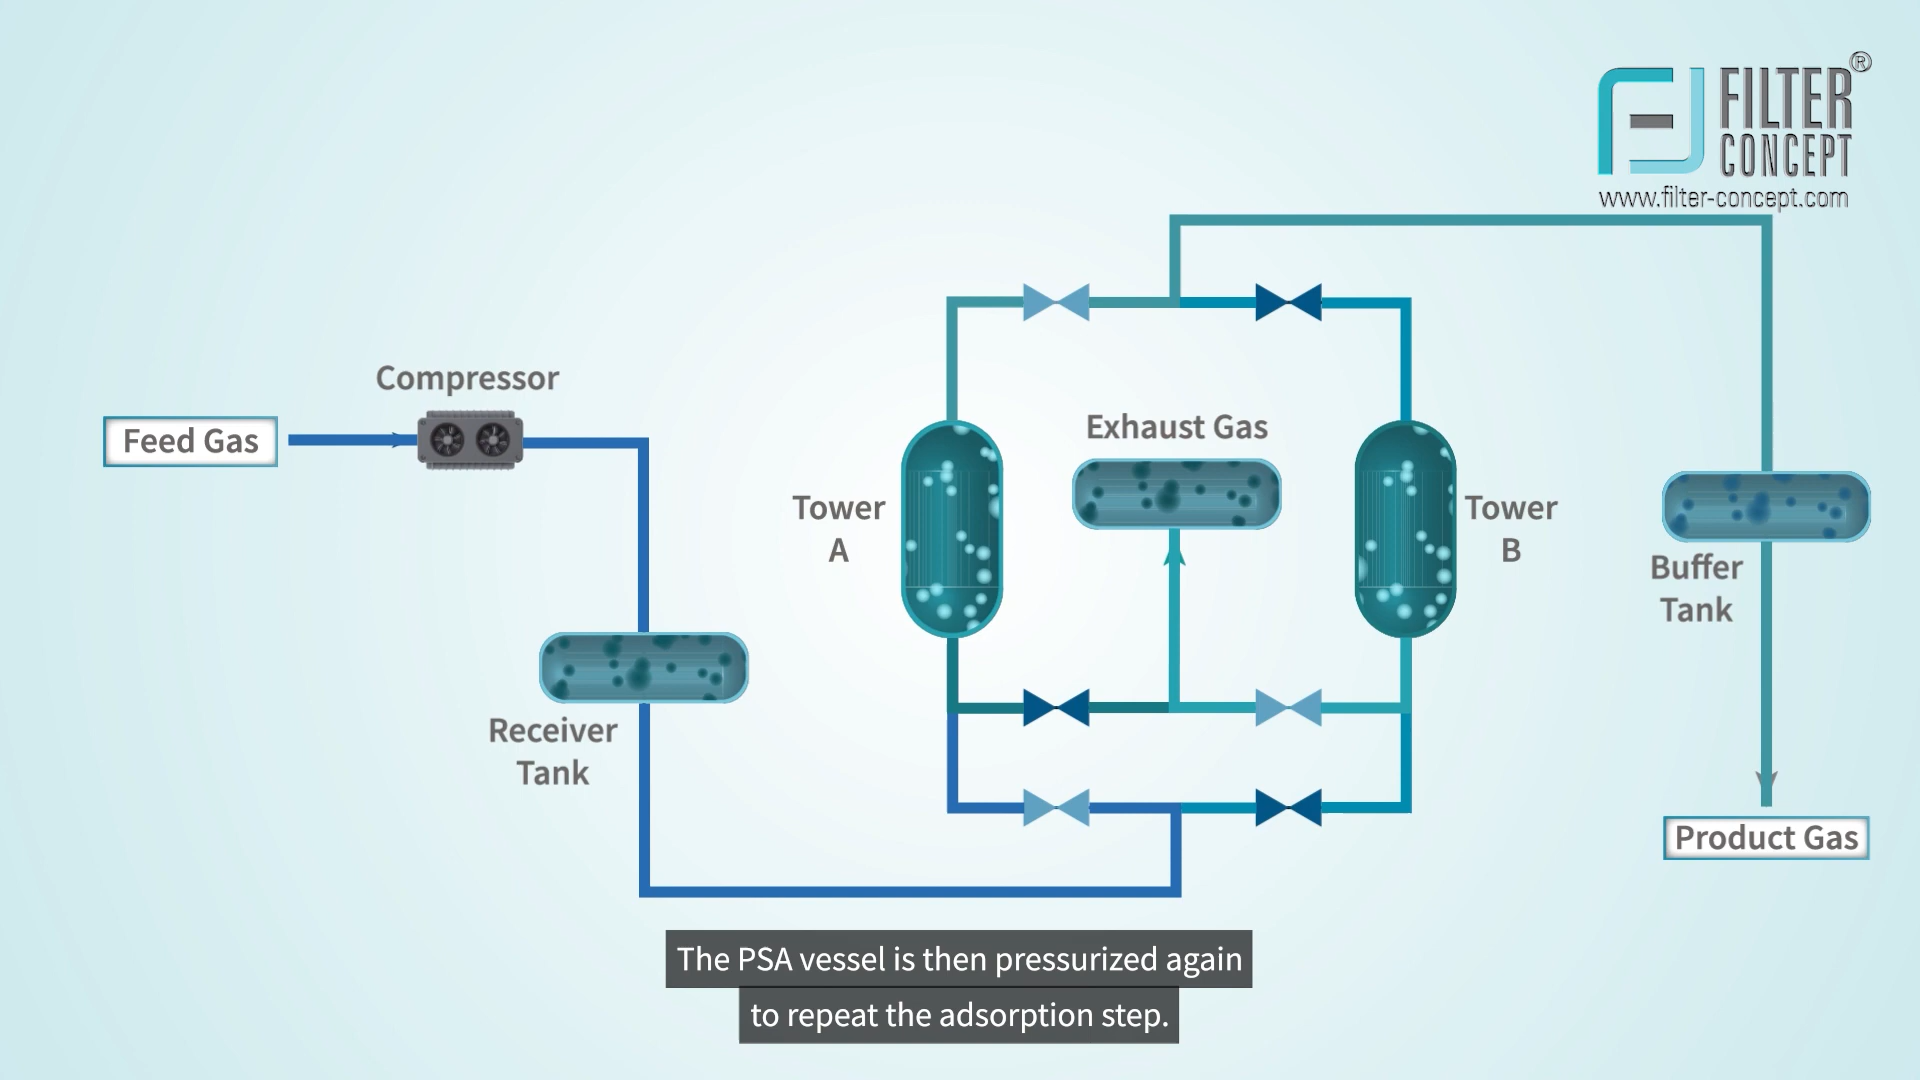 FILTER®
CONCEPT
www.filter-concept.com
Compressor
Feed Gas
Exhaust Gas
Tower
A
Tower
B
Buffer
Tank
Receiver
Tank
Product Gas
The PSA vessel is then pressurized again
to repeat the adsorption step.